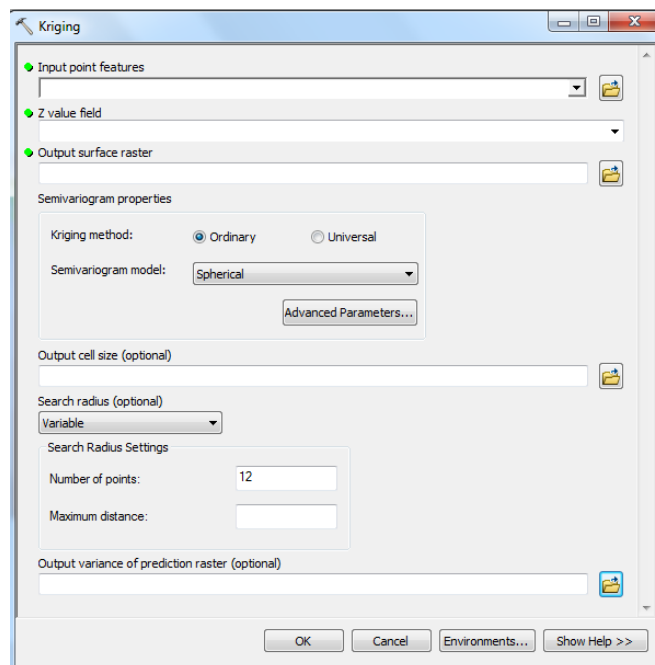 Kriging
Input point features
Z value field
Output surface raster
Semivariogram properties
Kriging method:
Ordinary
Universal
Semivariogram model:
Spherical
Advanced Parameters...
Output cell size (optional)
Search radius (optional)
Variable
Search Radius Settings
Number of points:
12
Maximum distance:
Output variance of prediction raster (optional)
OK
Cancel
Environments...
Show Help >>